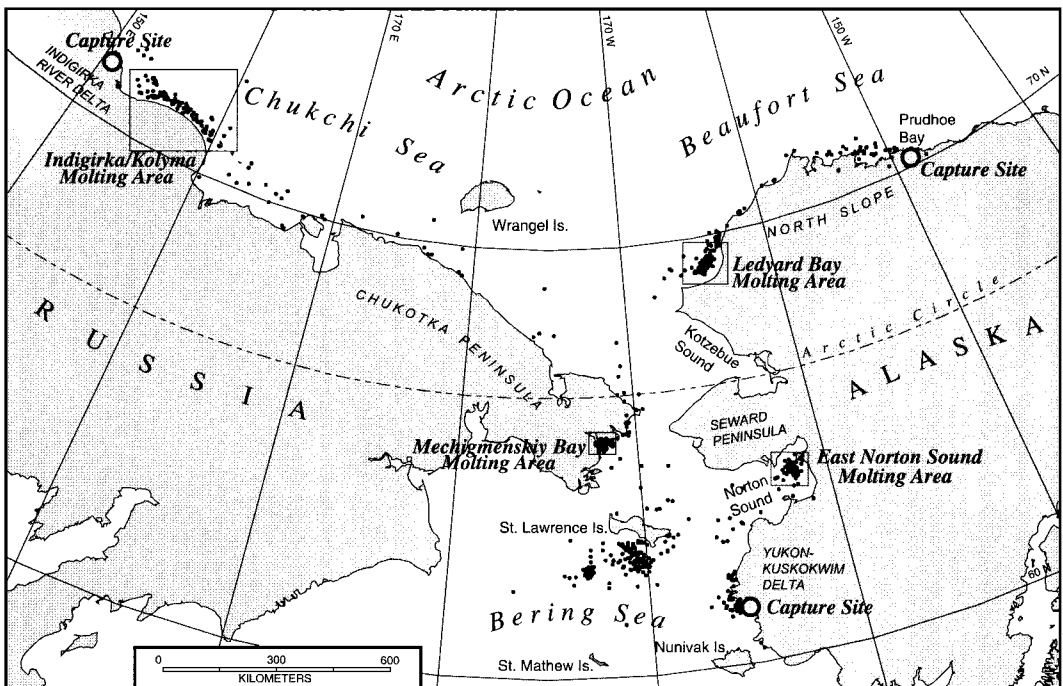 150 E
170 E
170 W
150 W
70 N
Capture Site
INDIGIRKA
RIVER DELTA
Chukchi Sea
Arctic Ocean
Beaufort Sea
Prudhoe
Bay
Capture Site
Indigirka/Kolyma
Molting Area
Wrangel Is.
NORTH SLOPE
Ledyard Bay
Molting Area
CHUKOTKA PENINSULA
Kotzebue
Sound
Arctic Circle
RUSSIA
ALASKA
SEWARD
PENINSULA
Mechigmenskiy Bay
Molting Area
East Norton Sound
Molting Area
Norton
Sound
St. Lawrence Is.
YUKON-
KUSKOKWIM
DELTA
60 N
Capture Site
Bering Sea
Nunivak Is.
St. Mathew Is.
0 300 600
KILOMETERS